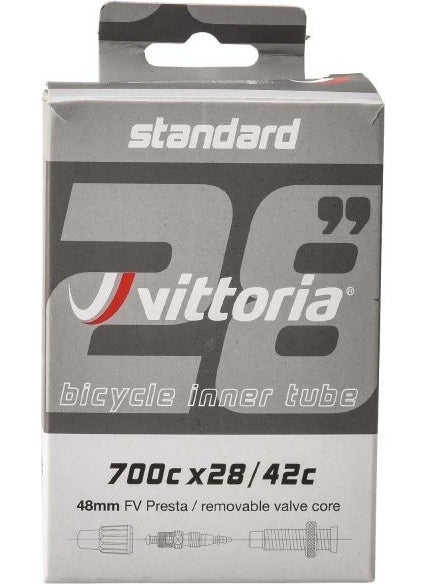 standard
28”
vittoria®
bicycle inner tube
700c x28/42c
48mm FV Presta / removable valve core